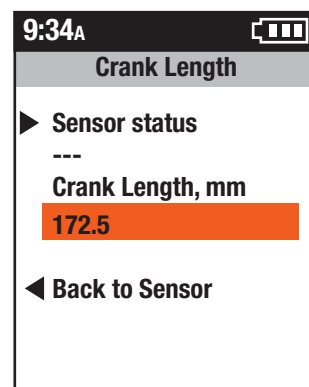 9:34A
Crank Length
Sensor status
---
Crank Length, mm
172.5
Back to Sensor